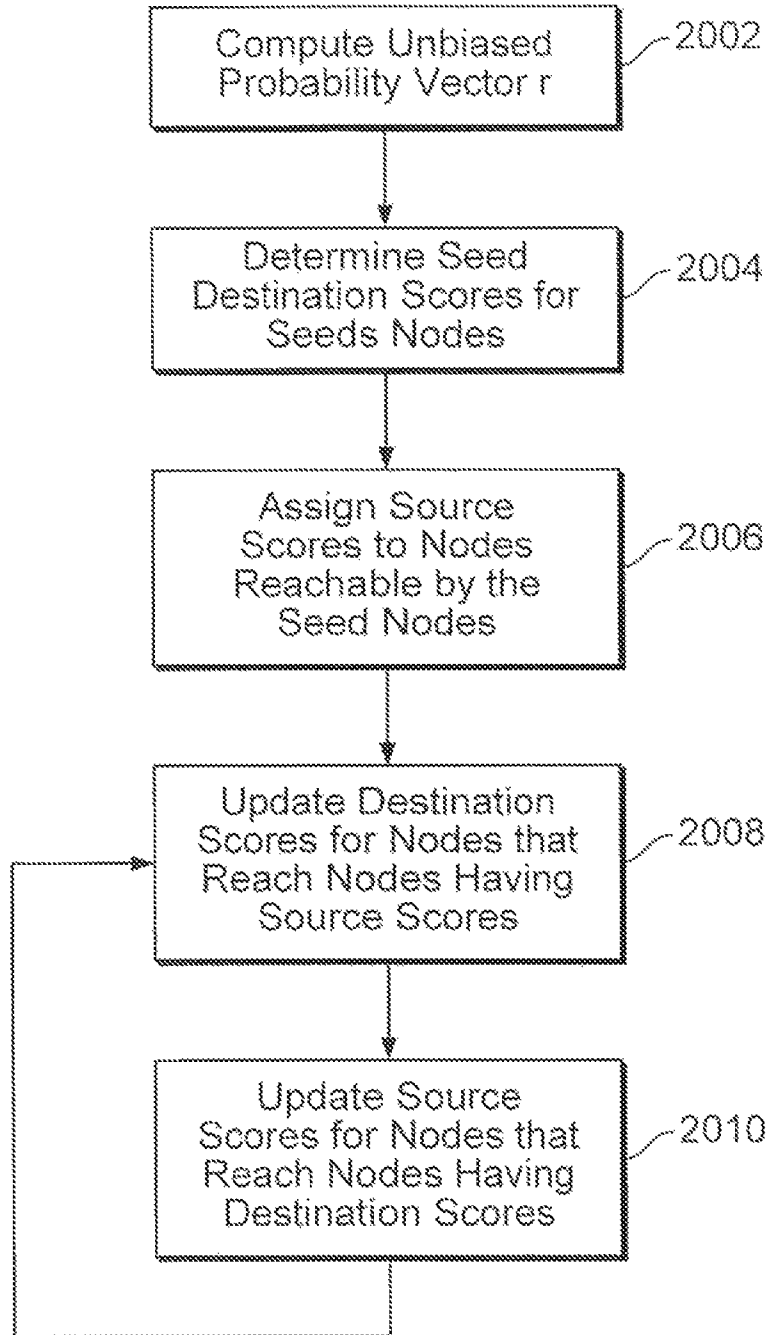 Compute Unbiased
Probability Vector r
2002
Determine Seed
Destination Scores for
Seeds Nodes
2004
Assign Source
Scores to Nodes
Reachable by the
Seed Nodes
2006
Update Destination
Scores for Nodes that
Reach Nodes Having
Source Scores
2008
Update Source
Scores for Nodes that
Reach Nodes Having
Destination Scores
2010